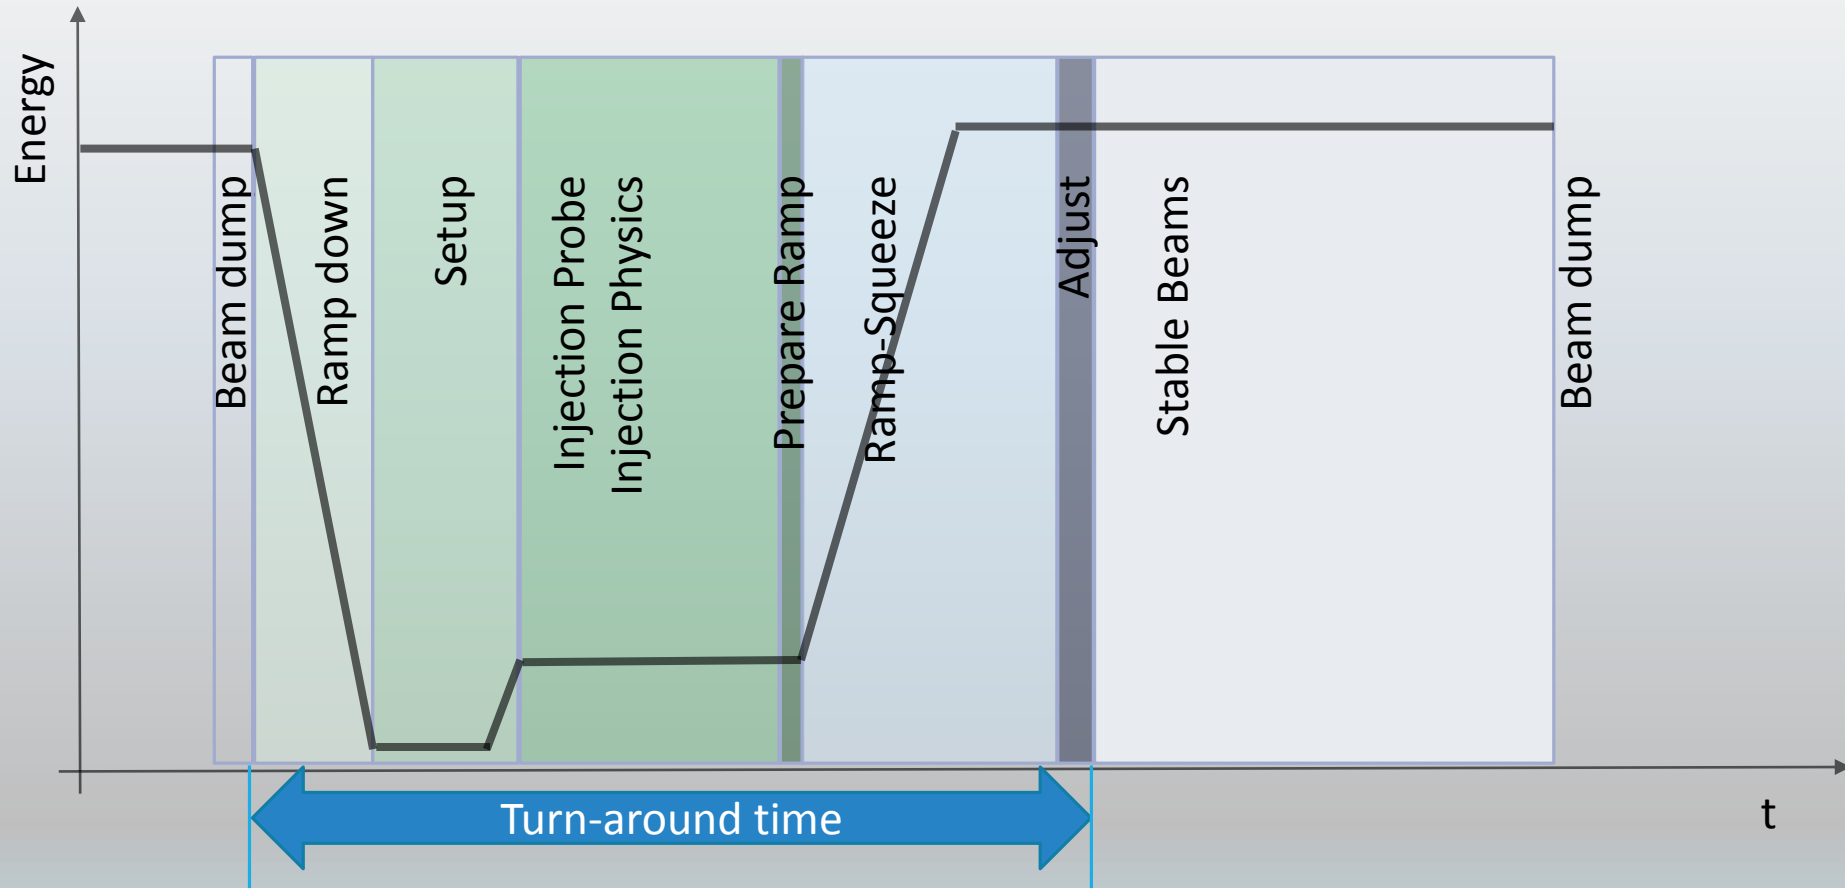 Energy
Beam dump
Ramp down
Setup
Injection Probe
Injection Physics
Prepare Ramp
Ramp-Squeeze
Adjust
Stable Beams
Beam dump
Turn-around time
t